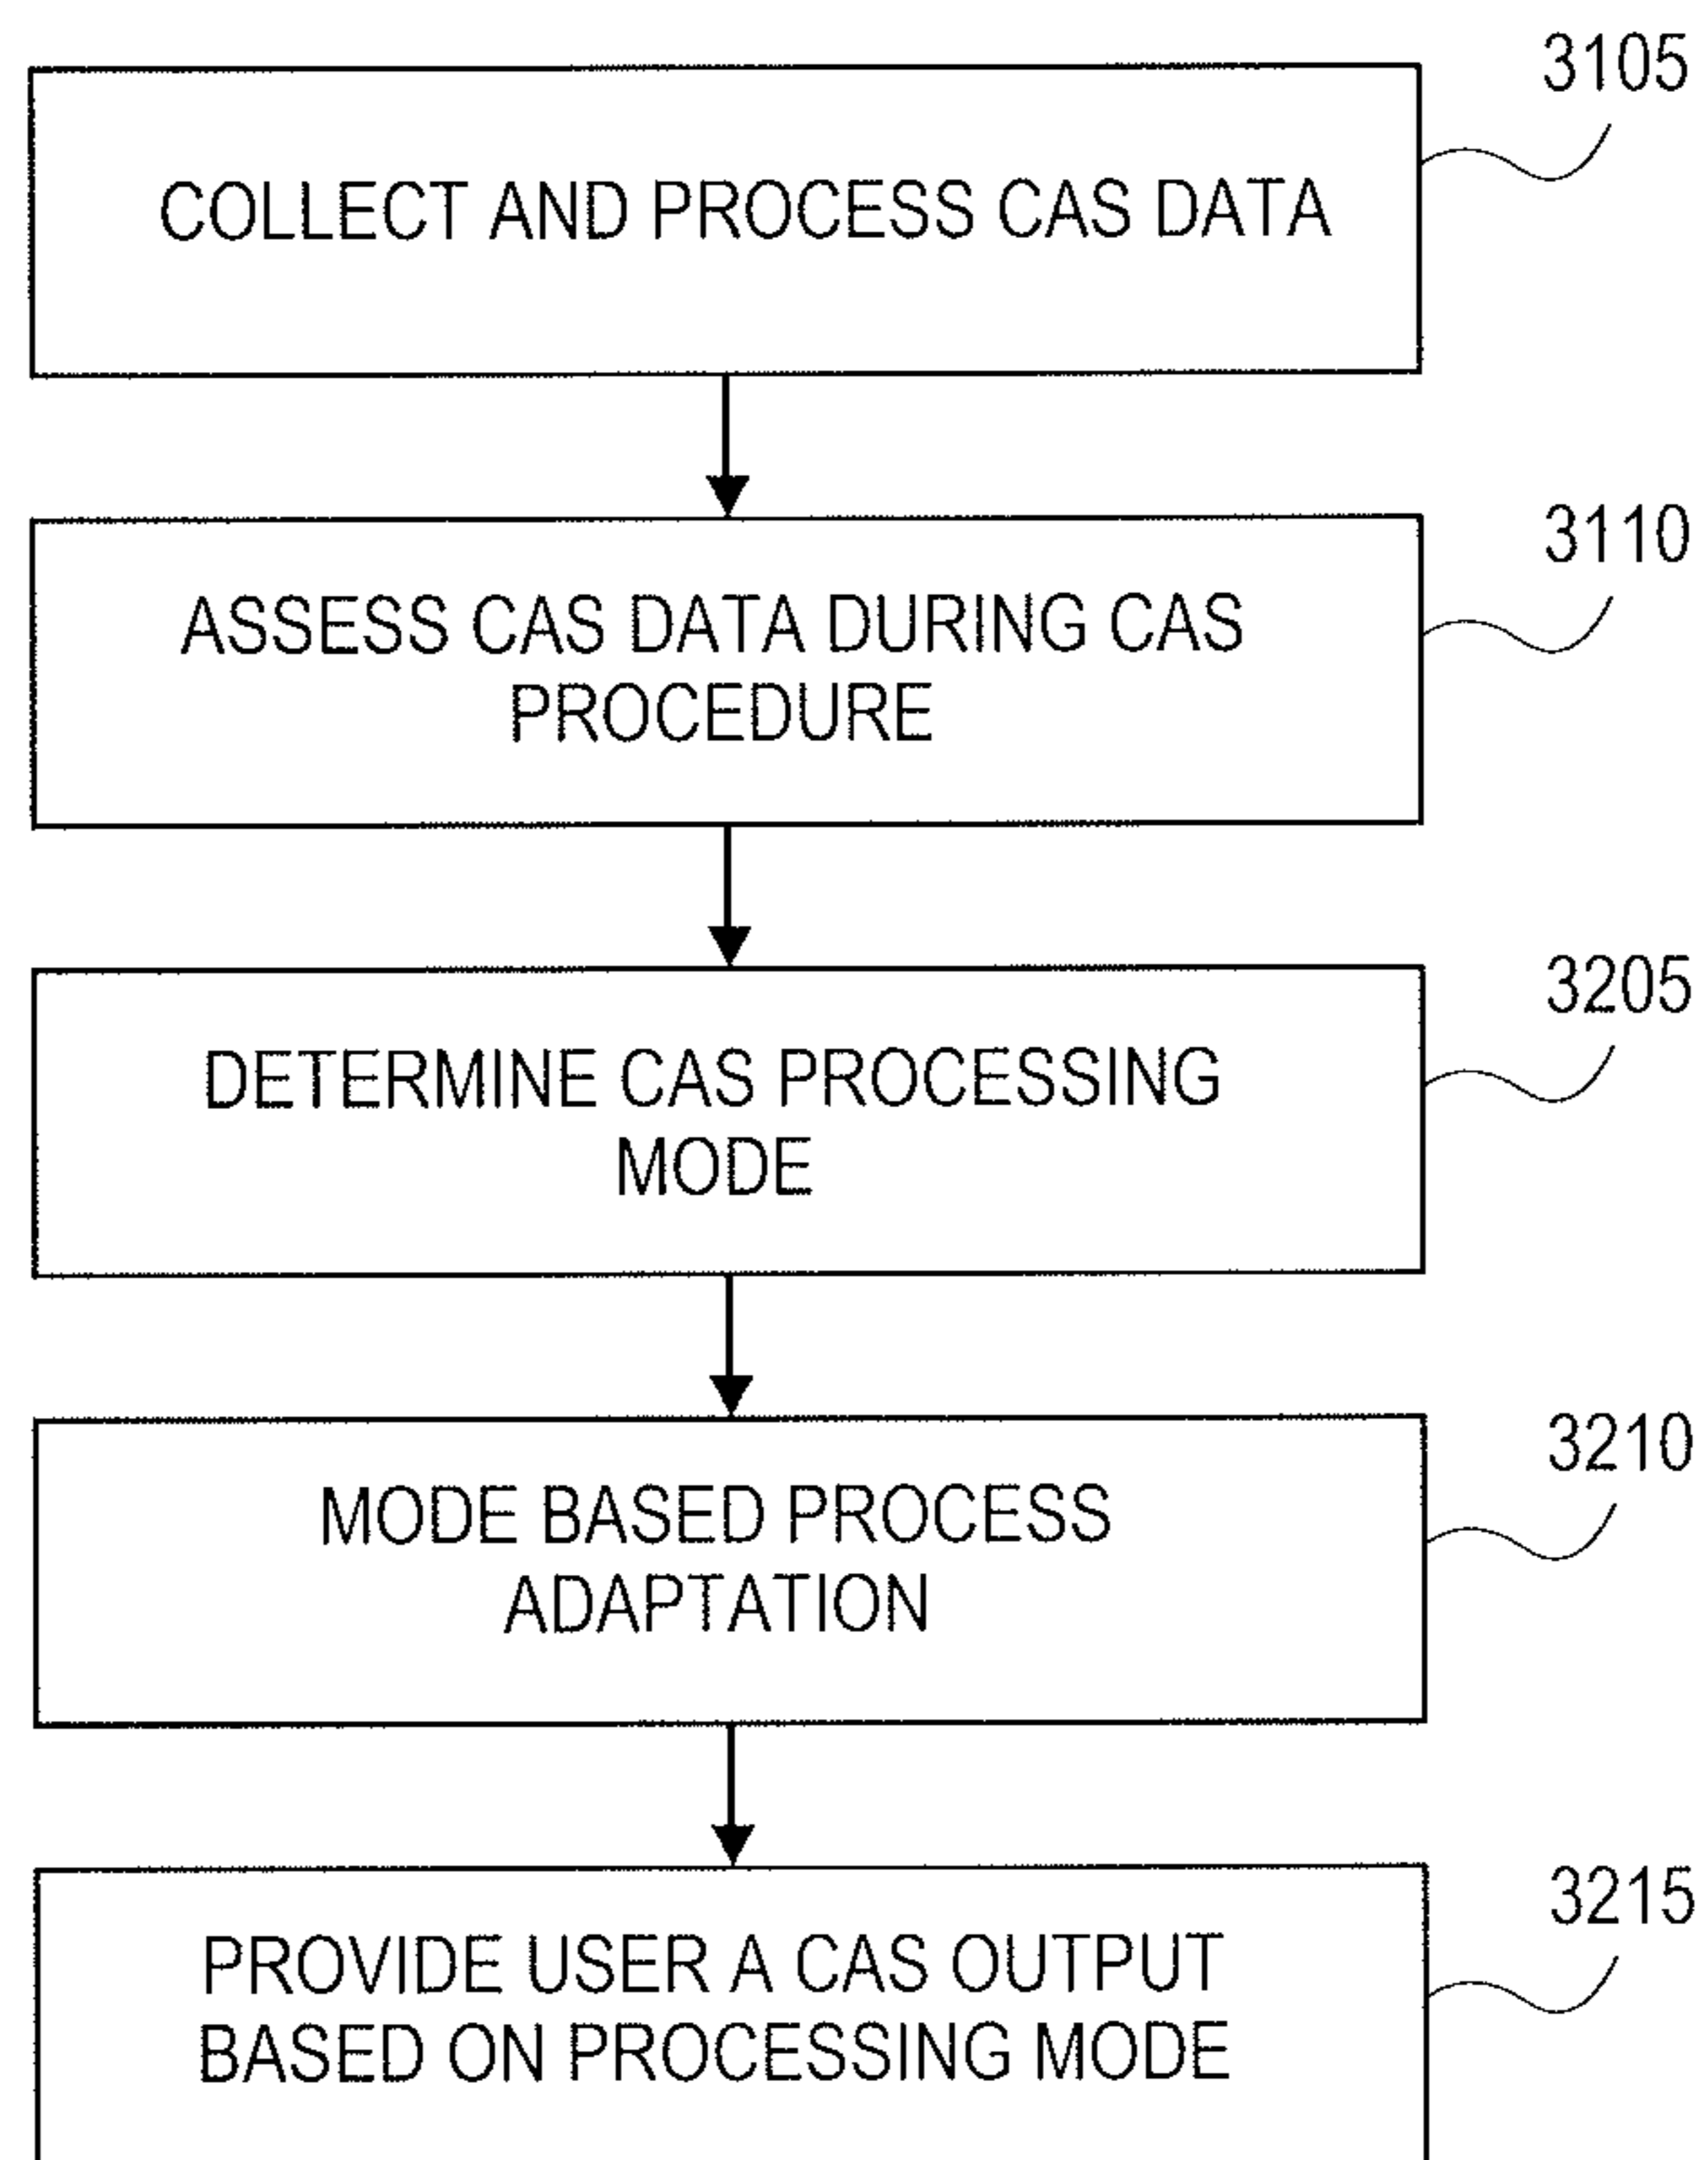 3105
COLLECT AND PROCESS CAS DATA
3110
ASSESS CAS DATA DURING CAS
PROCEDURE
3205
DETERMINE CAS PROCESSING
MODE
3210
MODE BASED PROCESS
ADAPTATION
3215
PROVIDE USER A CAS OUTPUT
BASED ON PROCESSING MODE